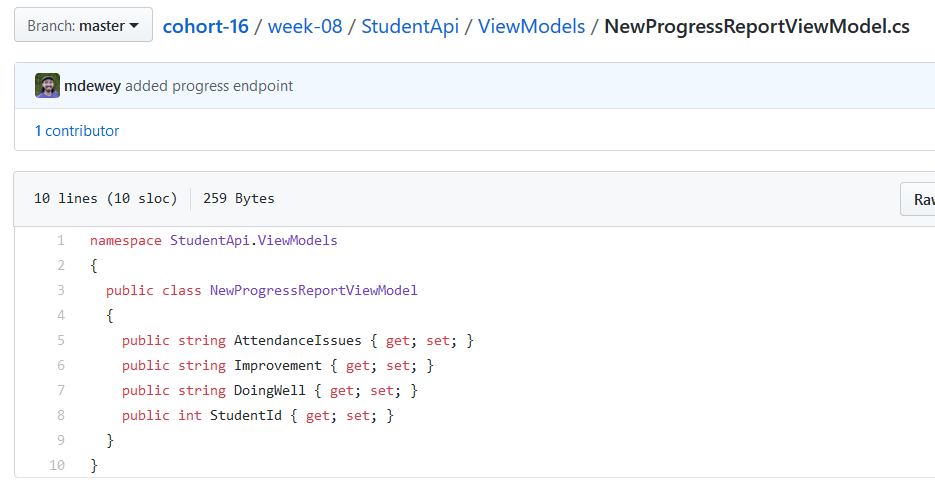 Branch: master cohort-16 / week-08 / StudentApi / ViewModels / NewProgressReportViewModel.cs
mdewey added progress endpoint
1 contributor
10 lines (10 sloc) 259 Bytes Raw
1 namespace StudentApi.ViewModels
2 {
3 public class NewProgressReportViewModel
4 {
5 public string AttendanceIssues { get; set; }
6 public string Improvement { get; set; }
7 public string DoingWell { get; set; }
8 public int StudentId { get; set; }
9 }
10 }